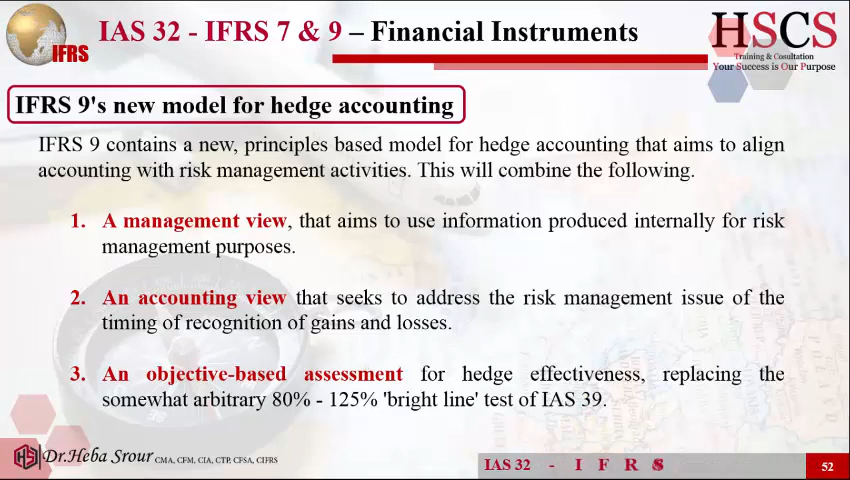 IAS 32 - IFRS 7 & 9 – Financial Instruments
IFRS
HSCS
Training & Cosultation
Your Success is Our Purpose
IFRS 9's new model for hedge accounting
IFRS 9 contains a new, principles based model for hedge accounting that aims to align
accounting with risk management activities. This will combine the following.
1. A management view, that aims to use information produced internally for risk
management purposes.
2. An accounting view that seeks to address the risk management issue of the
timing of recognition of gains and losses.
3. An objective-based assessment for hedge effectiveness, replacing the
somewhat arbitrary 80% - 125% 'bright line' test of IAS 39.
Dr.Heba Srour CMA, CFM, CIA, CTP, CFSA, CIFRS
IAS 32 - I F R S
52